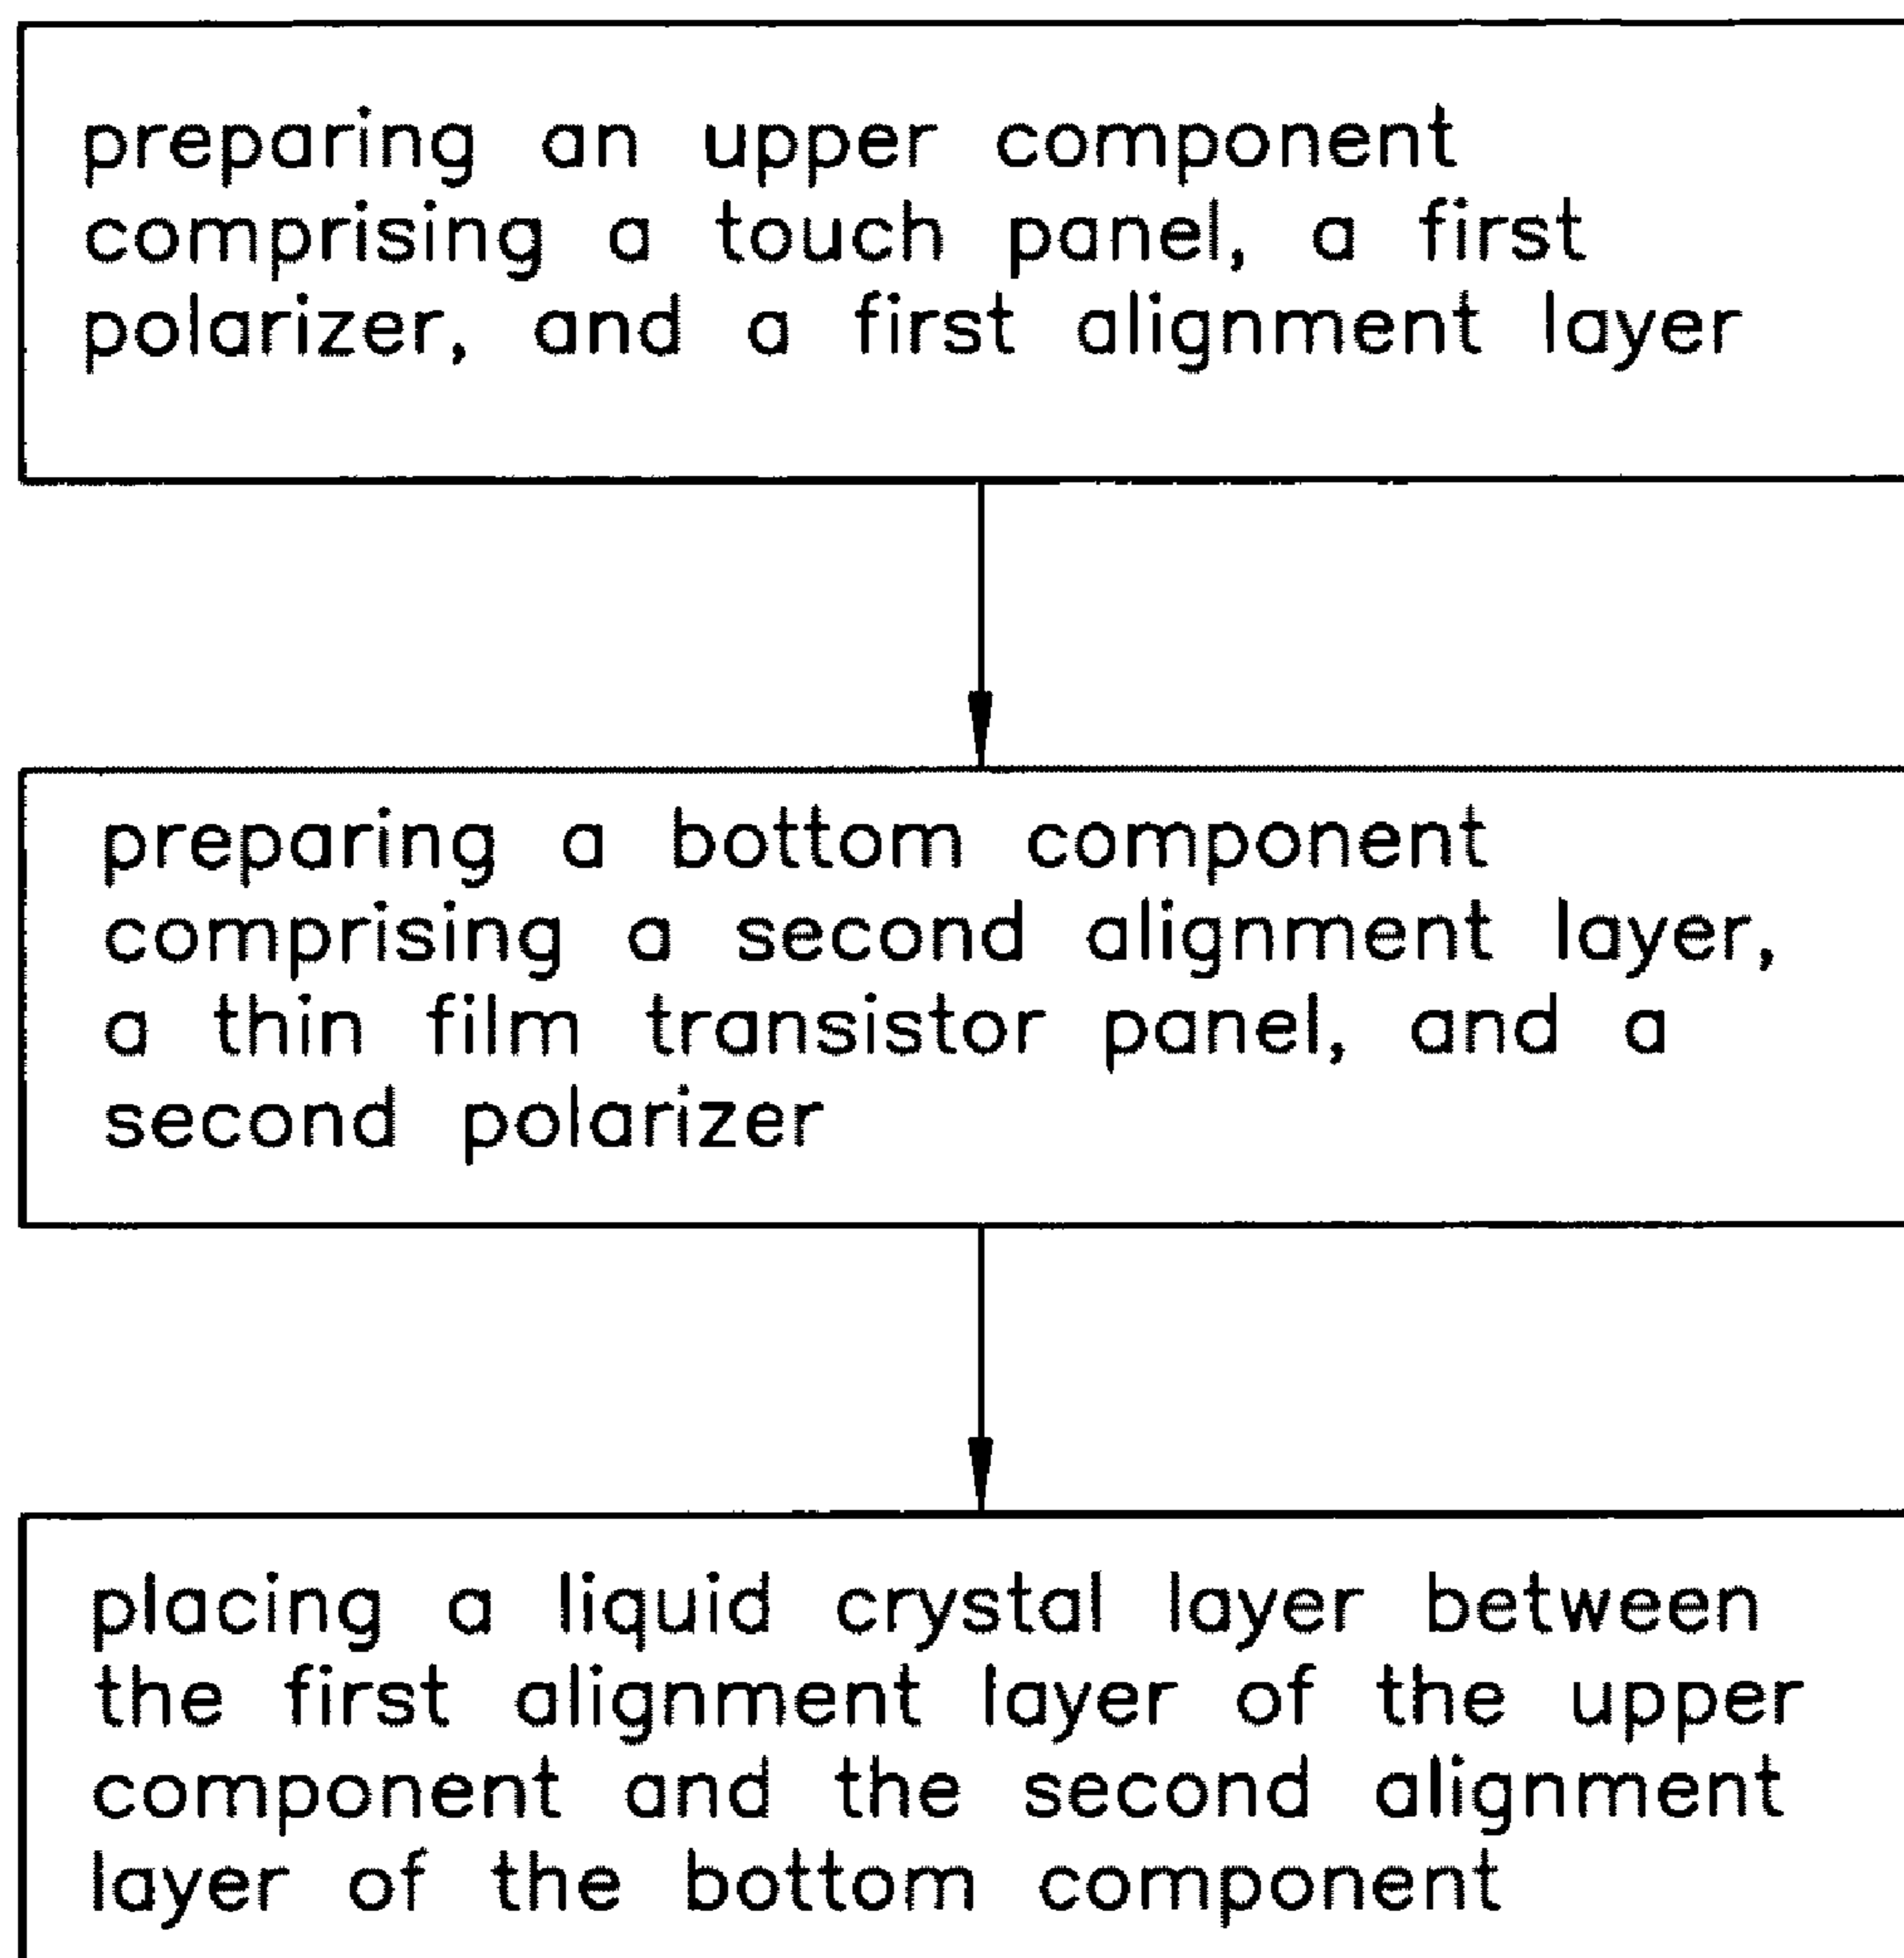 preparing an upper component
comprising a touch panel, a first
polarizer, and a first alignment layer
preparing a bottom component
comprising a second alignment layer,
a thin film transistor panel, and a
second polarizer
placing a liquid crystal layer between
the first alignment layer of the upper
component and the second alignment
layer of the bottom component